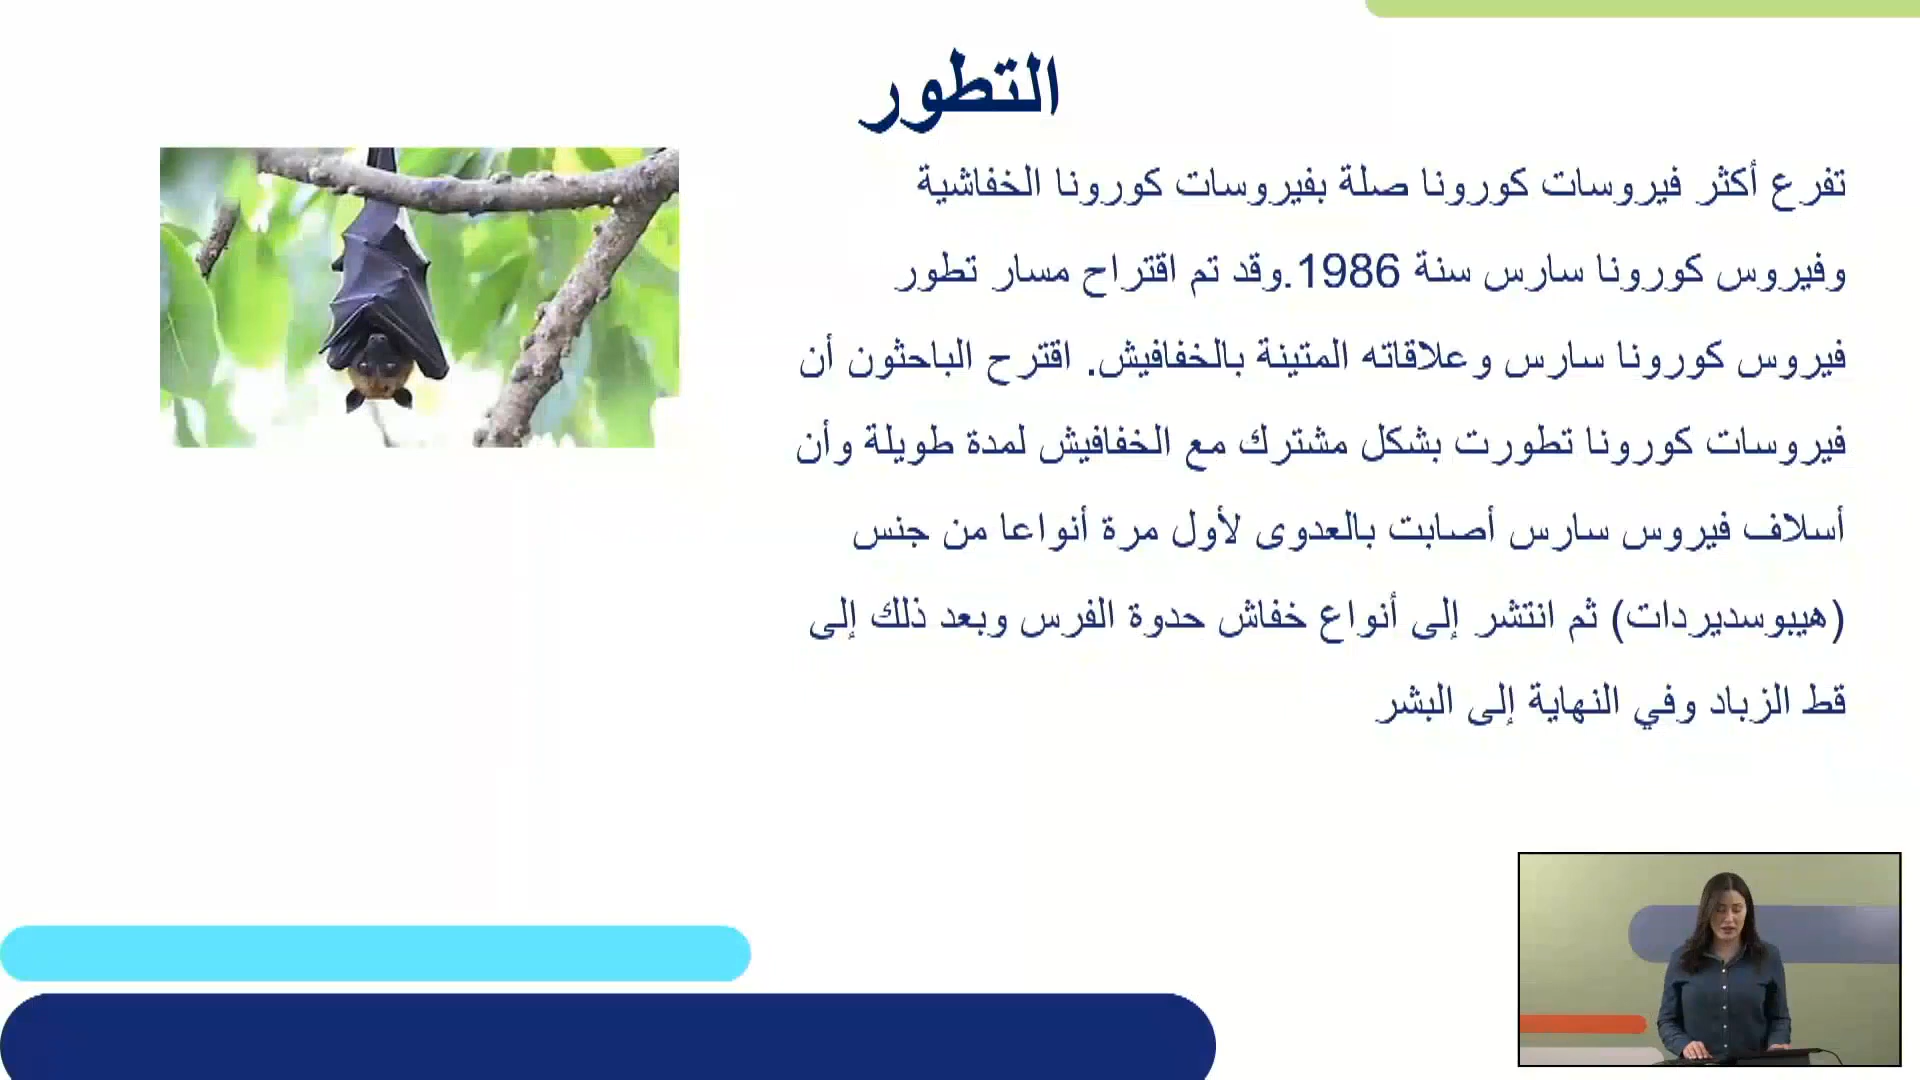 التطور
تفرع أكثر فيروسات كورونا صلة بفيروسات كورونا الخفاشية
وفيروس كورونا سارس سنة 1986.وقد تم اقتراح مسار تطور
فيروس كورونا سارس وعلاقاته المتينة بالخفافيش. اقترح الباحثون أن
فيروسات كورونا تطورت بشكل مشترك مع الخفافيش لمدة طويلة وأن
أسلاف فيروس سارس أصابت بالعدوى لأول مرة أنواعا من جنس
(هيبوسديردات) ثم انتشر إلى أنواع خفاش حدوة الفرس وبعد ذلك إلى
قط الزباد وفي النهاية إلى البشر